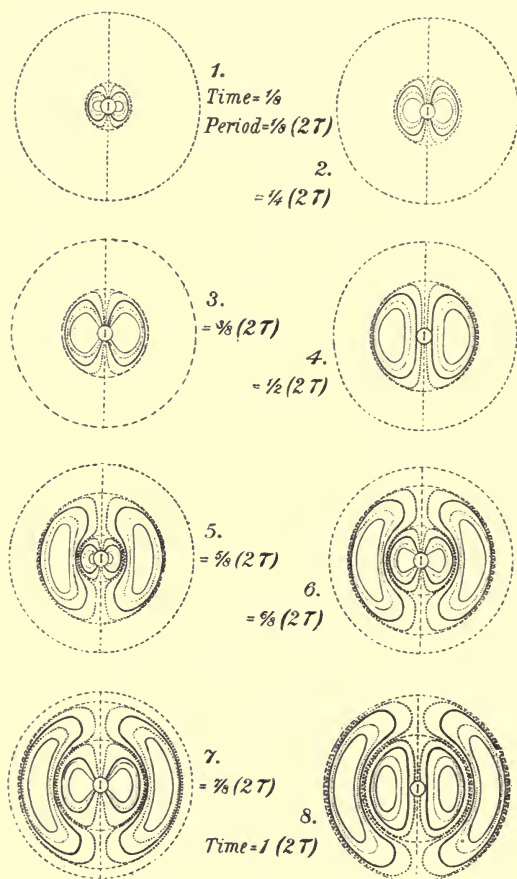 1.
Time=1/8
Period=1/8 (2T)
2.
=1/4 (2T)
3.
=3/8 (2T)
4.
=1/2 (2T)
5.
=5/8 (2T)
6.
=6/8 (2T)
7.
=7/8 (2T)
8.
Time=1 (2T)